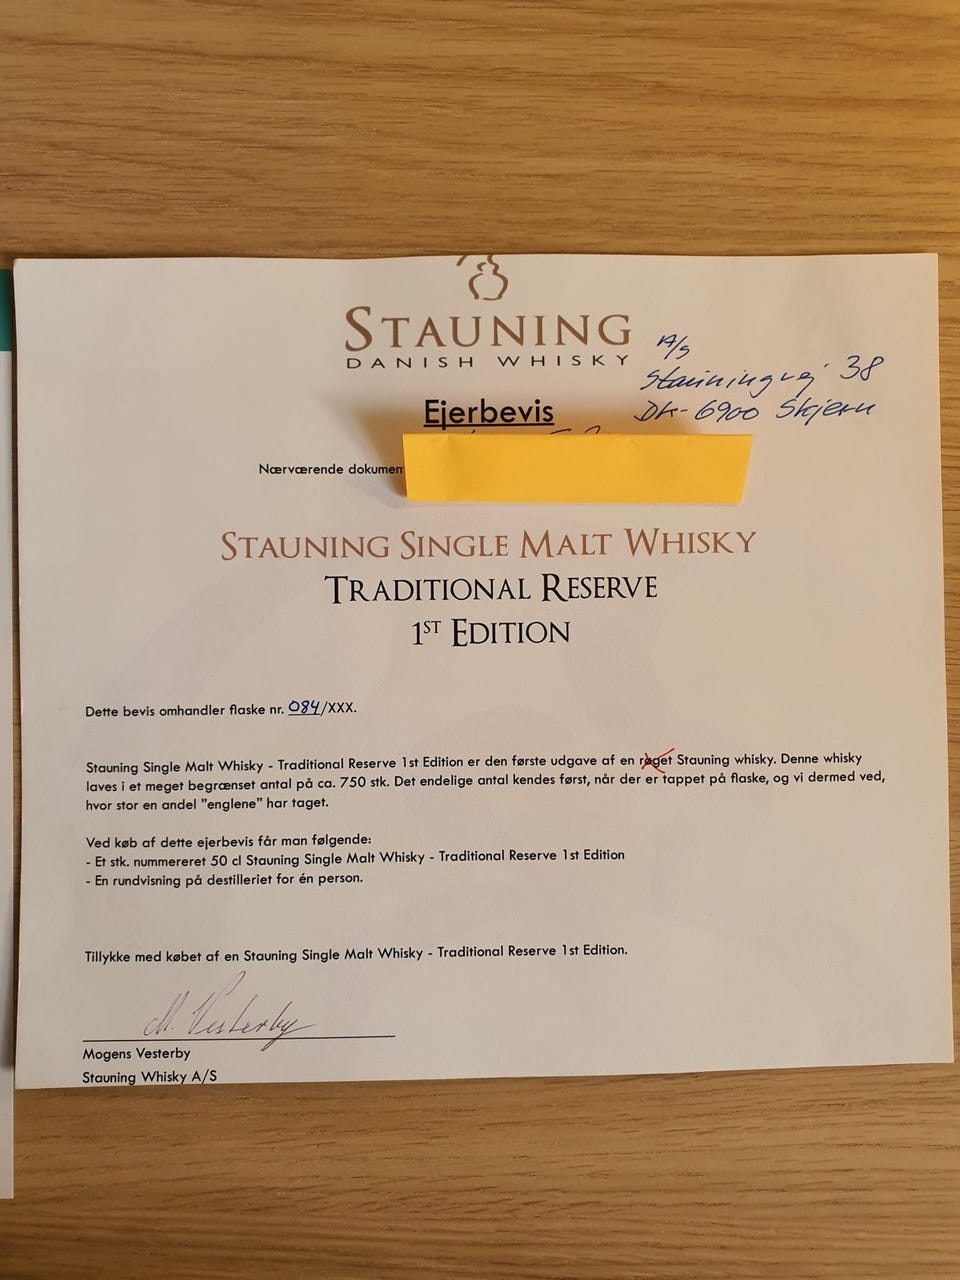 STAUNING
DANISH WHISKY
A/S
Stauningvej 38
DK-6900 Skjern
Ejerbevis
Nærværende dokumen
STAUNING SINGLE MALT WHISKY
TRADITIONAL RESERVE
1ST EDITION
Dette bevis omhandler flaske nr. 084/XXX.
Stauning Single Malt Whisky - Traditional Reserve 1st Edition er den første udgave af en røget Stauning whisky. Denne whisky
laves i et meget begrænset antal på ca. 750 stk. Det endelige antal kendes først, når der er tappet på flaske, og vi dermed ved,
hvor stor en andel "englene" har taget.
Ved køb af dette ejerbevis får man følgende:
- Et stk. nummereret 50 cl Stauning Single Malt Whisky - Traditional Reserve 1st Edition
- En rundvisning på destilleriet for én person.
Tillykke med købet af en Stauning Single Malt Whisky - Traditional Reserve 1st Edition.
M. Vesterby
Mogens Vesterby
Stauning Whisky A/S